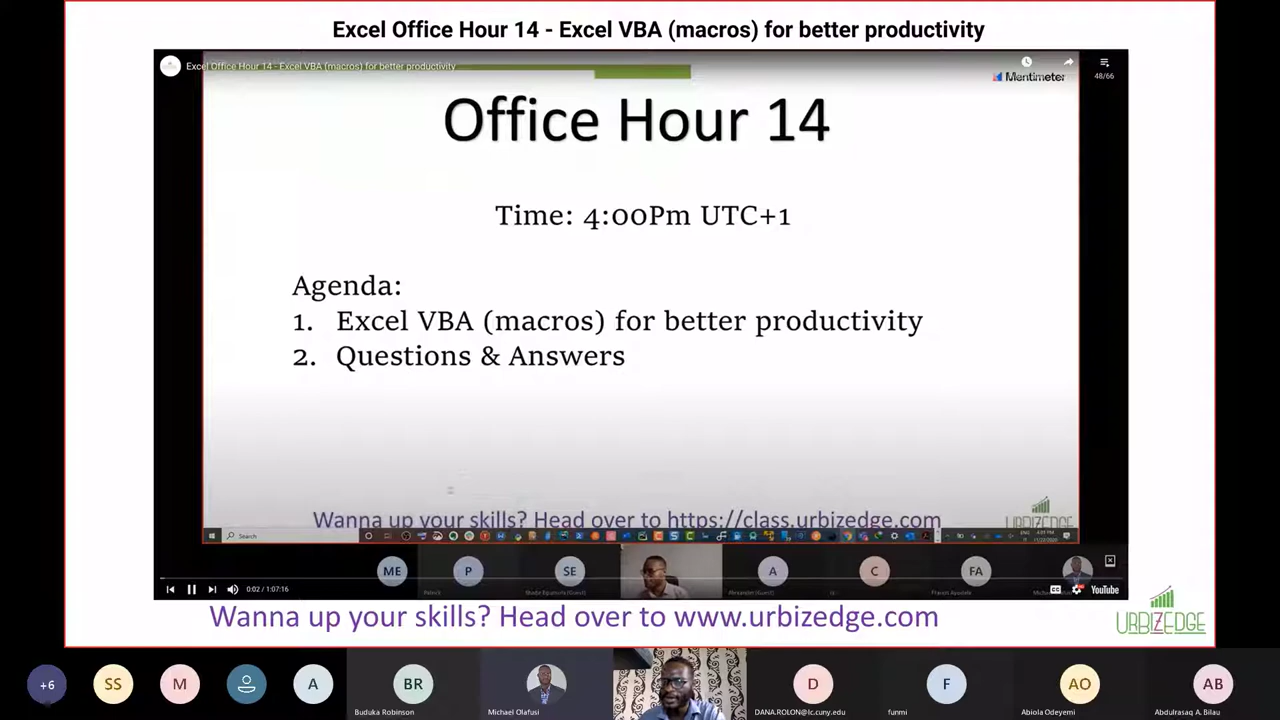 Excel Office Hour 14 - Excel VBA (macros) for better productivity
Excel Office Hour 14 - Excel VBA (macros) for better productivity
48/66
Mentimeter
Office Hour 14
Time: 4:00Pm UTC+1
Agenda:
1. Excel VBA (macros) for better productivity
2. Questions & Answers
Wanna up your skills? Head over to https://class.urbizedge.com
URBIZEDGE
Search
ME
P
SE
A
C
FA
0:02 / 1:07:16
CC
YouTube
Wanna up your skills? Head over to www.urbizedge.com
URBIZEDGE
+6
SS
M
A
BR
D
F
AO
AB
Buduka Robinson
Michael Olafusi
DANA.ROLON@lc.cuny.edu
funmi
Abiola Odeyemi
Abdulrasaq A. Bilau